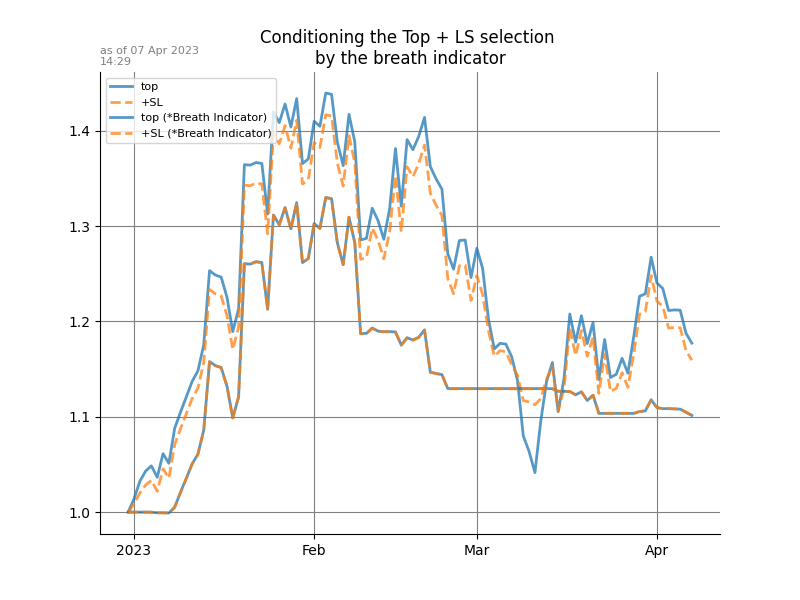 Conditioning the Top + LS selection
by the breath indicator
as of 07 Apr 2023
14:29
top
+SL
top (*Breath Indicator)
+SL (*Breath Indicator)
1.4
1.3
1.2
1.1
1.0
2023 Feb Mar Apr